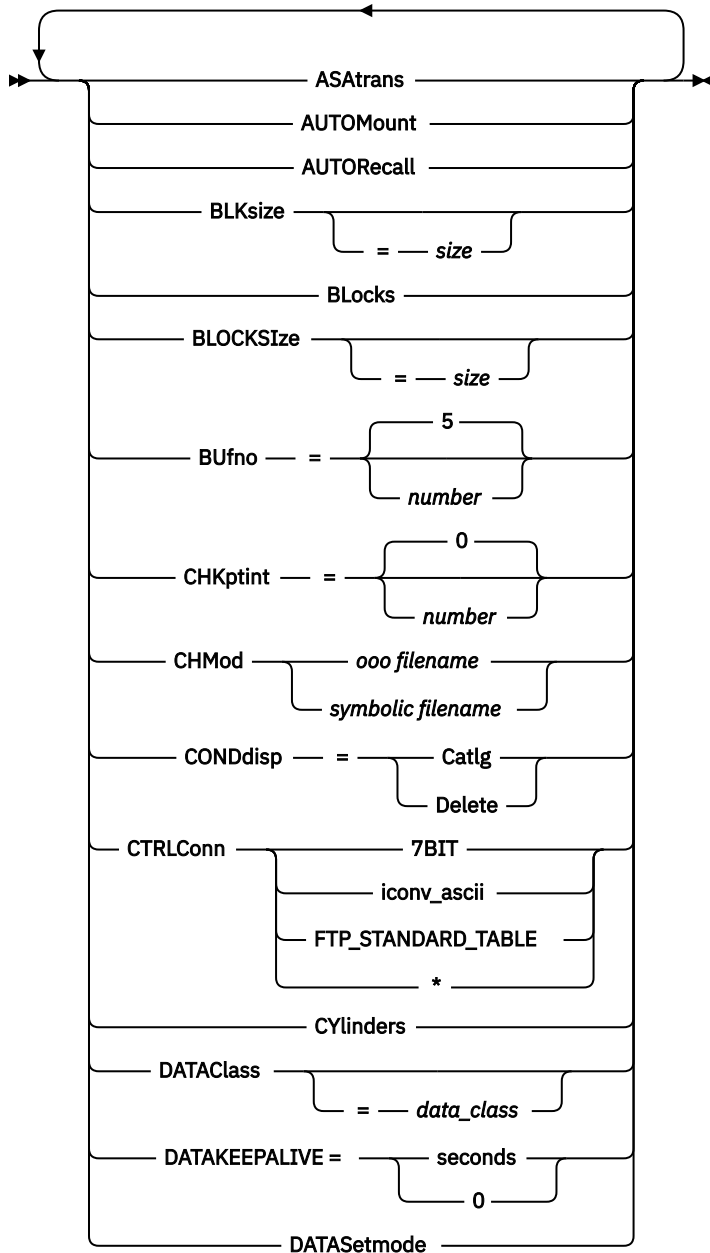 ASAtrans
AUTOMount
AUTORecall
BLKsize
= size
BLocks
BLOCKSIze
= size
5
BUfno =
number
0
CHKptint =
number
CHMod ooo filename
symbolic filename
CONDdisp = Catlg
Delete
CTRLConn 7BIT
iconv_ascii
FTP_STANDARD_TABLE
*
CYlinders
DATAClass
= data_class
DATAKEEPALIVE = seconds
0
DATASetmode